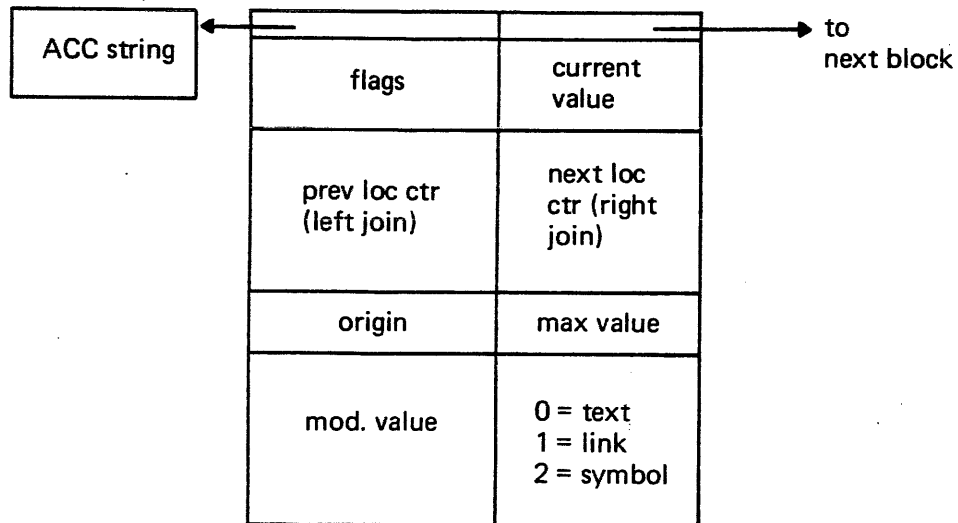 ACC string
to
next block
flags
current
value
prev loc ctr
(left join)
next loc
ctr (right
join)
origin
max value
mod. value
0 = text
1 = link
2 = symbol